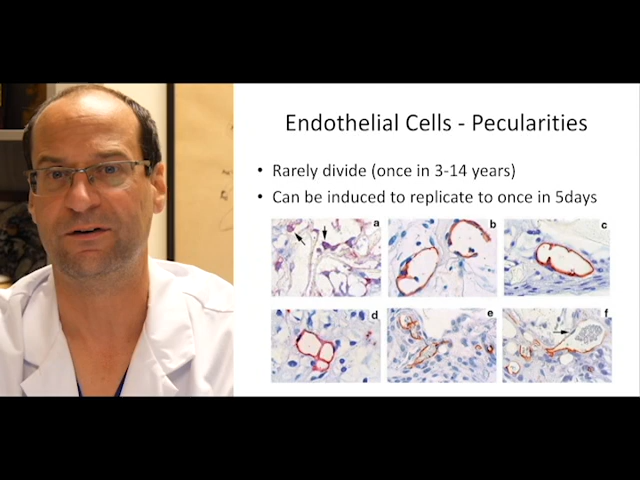 Endothelial Cells - Pecularities
• Rarely divide (once in 3-14 years)
• Can be induced to replicate to once in 5days
a b c
d e f